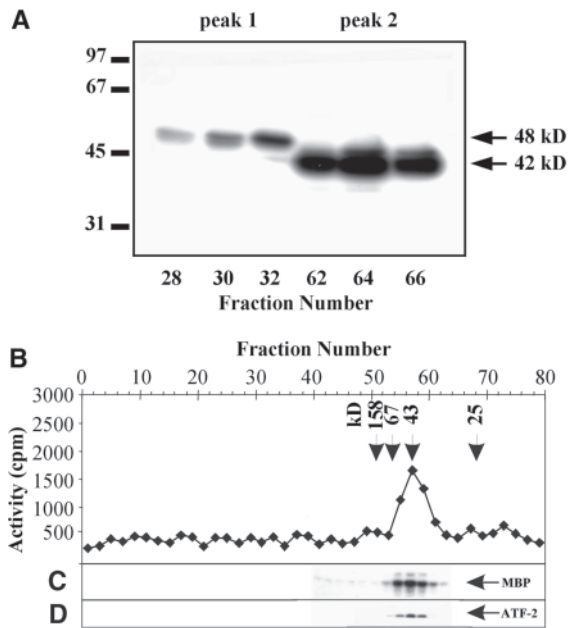 A
peak 1 peak 2
97
67
45
31
48 kD
42 kD
28 30 32 62 64 66
Fraction Number
B
Fraction Number
0 10 20 30 40 50 60 70 80
3000
2500
2000
1500
1000
500
Activity (cpm)
kD 158 67 43 25
C
MBP
D
ATF-2